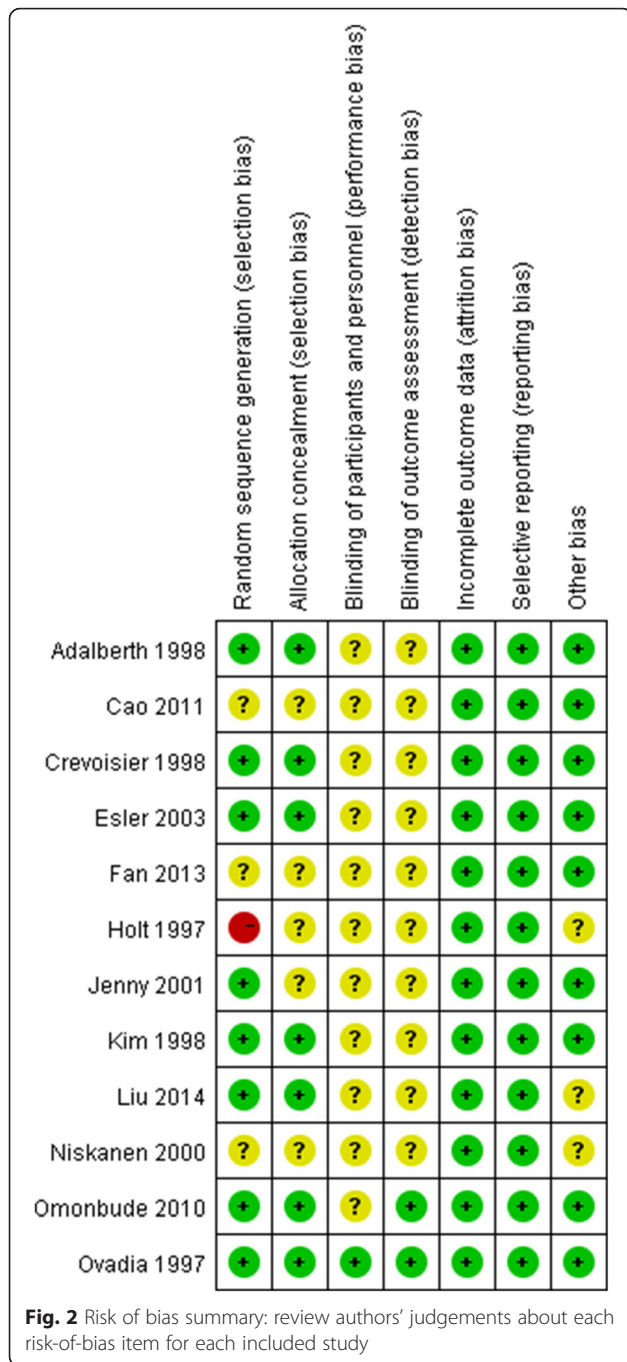 Random sequence generation (selection bias)
Allocation concealment (selection bias)
Blinding of participants and personnel (performance bias)
Blinding of outcome assessment (detection bias)
Incomplete outcome data (attrition bias)
Selective reporting (reporting bias)
Other bias
Adalberth 1998 + + ? ? + + +
Cao 2011 ? ? ? ? + + +
Crevoisier 1998 + + ? ? + + +
Esler 2003 + + ? ? + + +
Fan 2013 ? ? ? ? + + +
Holt 1997 - ? ? ? + + ?
Jenny 2001 + ? ? ? + + +
Kim 1998 + + ? ? + + +
Liu 2014 + + ? ? + + ?
Niskanen 2000 ? ? ? ? + + ?
Omonbude 2010 + + ? + + + +
Ovadia 1997 + + + + + + +
Fig. 2 Risk of bias summary: review authors’ judgements about each
risk-of-bias item for each included study